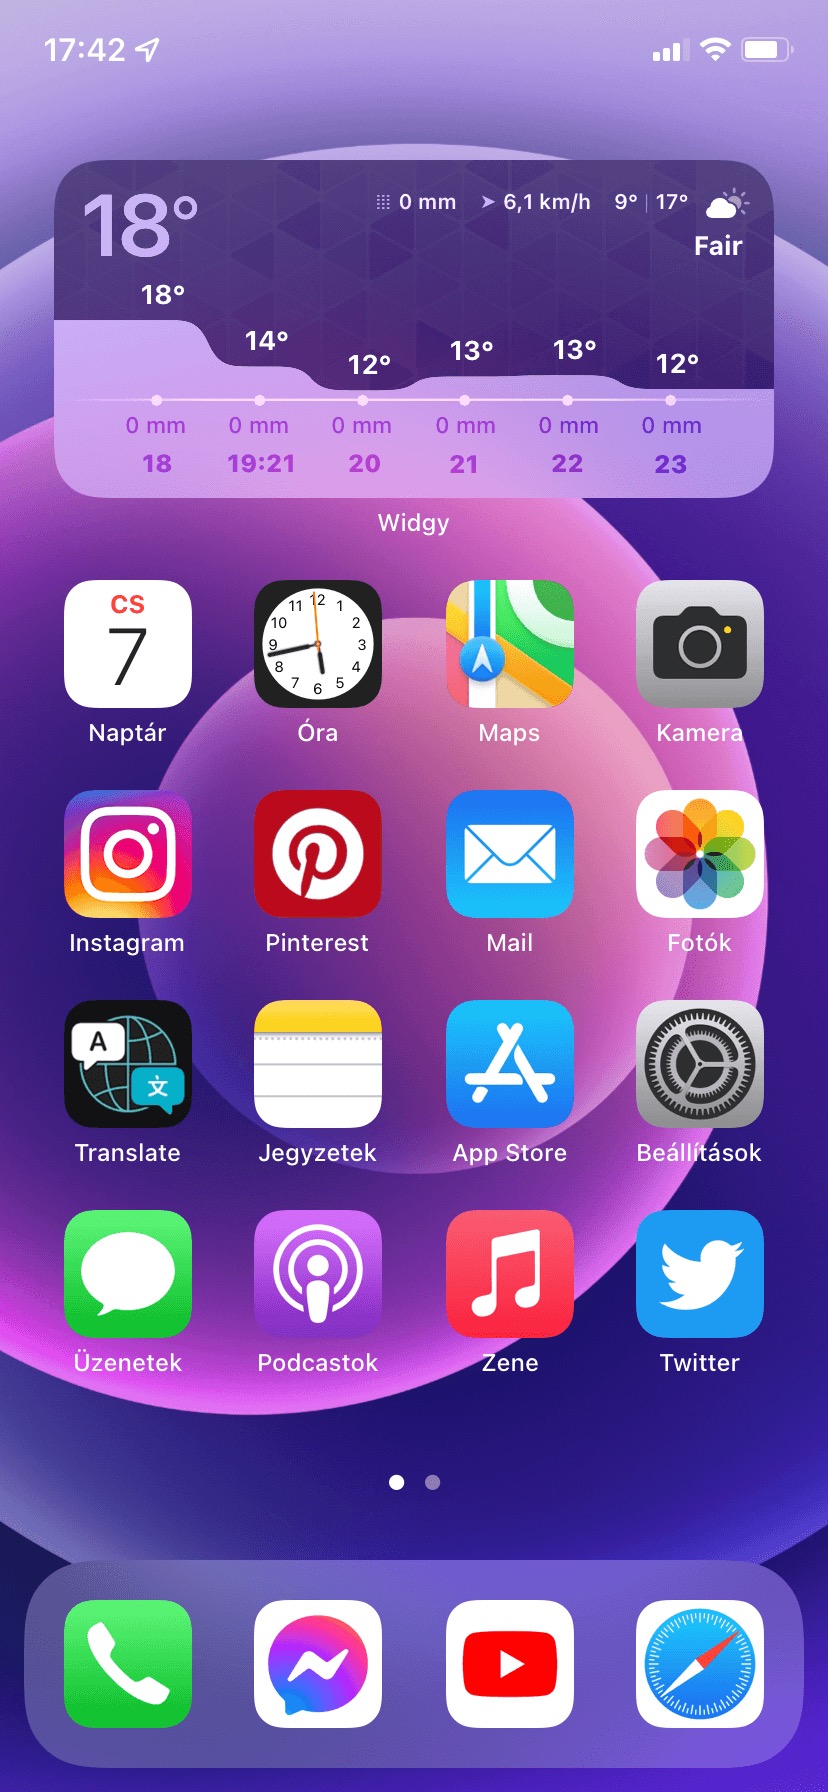 17:42
18° 0 mm 6,1 km/h 9° | 17°
Fair
18° 14° 12° 13° 13° 12°
0 mm 0 mm 0 mm 0 mm 0 mm 0 mm
18 19:21 20 21 22 23
Widgy
CS
7
12 1 2 3 4 5 6 7 8 9 10 11
Naptár Óra Maps Kamera
Instagram Pinterest Mail Fotók
A
文
Translate Jegyzetek App Store Beállítások
Üzenetek Podcastok Zene Twitter